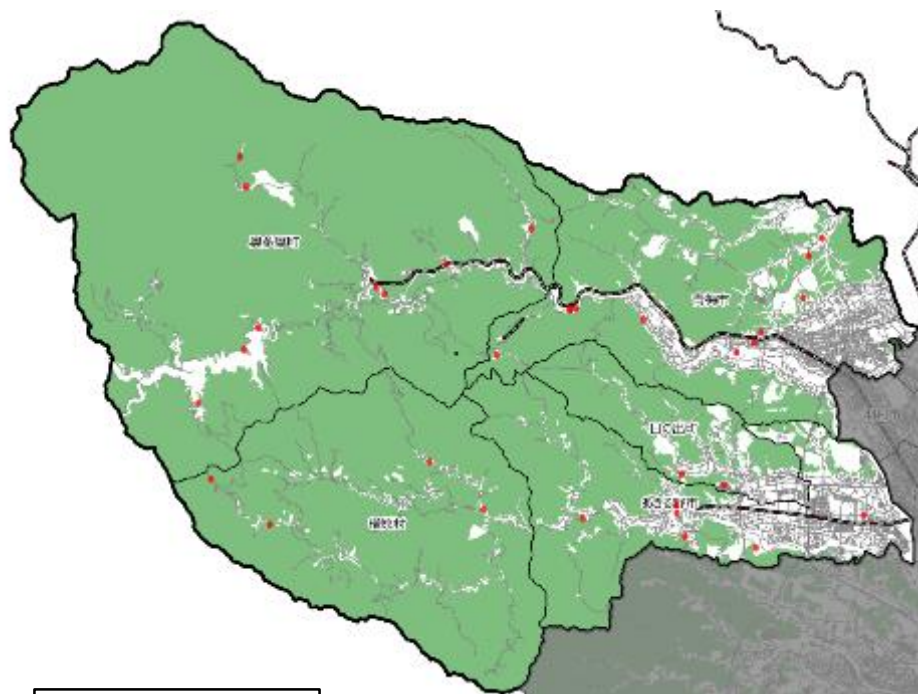 奥多摩町
青梅市
日の出町
あきる野市
檜原村